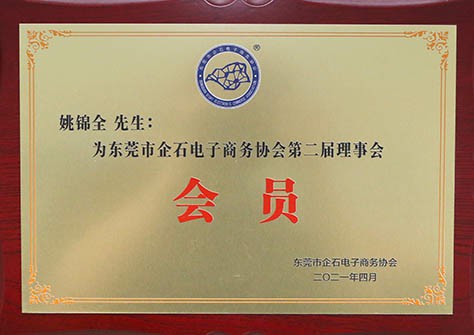 姚锦全 先生：
为东莞市企石电子商务协会第二届理事会
会员
东莞市企石电子商务协会
二〇二一年四月